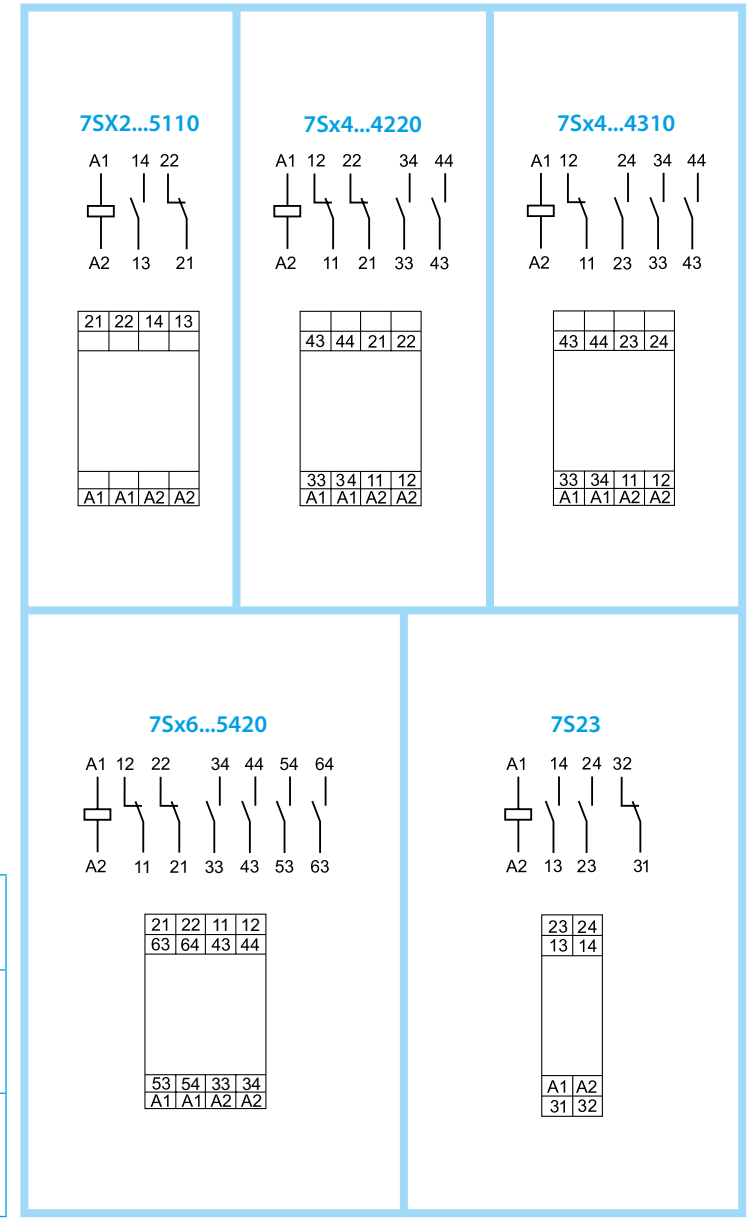 7SX2...5110
A1 14 22
A2 13 21
21 22 14 13
A1 A1 A2 A2
7Sx4...4220
A1 12 22 34 44
A2 11 21 33 43
43 44 21 22
33 34 11 12
A1 A1 A2 A2
7Sx4...4310
A1 12 24 34 44
A2 11 23 33 43
43 44 23 24
33 34 11 12
A1 A1 A2 A2
7Sx6...5420
A1 12 22 34 44 54 64
A2 11 21 33 43 53 63
21 22 11 12
63 64 43 44
53 54 33 34
A1 A1 A2 A2
7S23
A1 14 24 32
A2 13 23 31
23 24
13 14
A1 A2
31 32